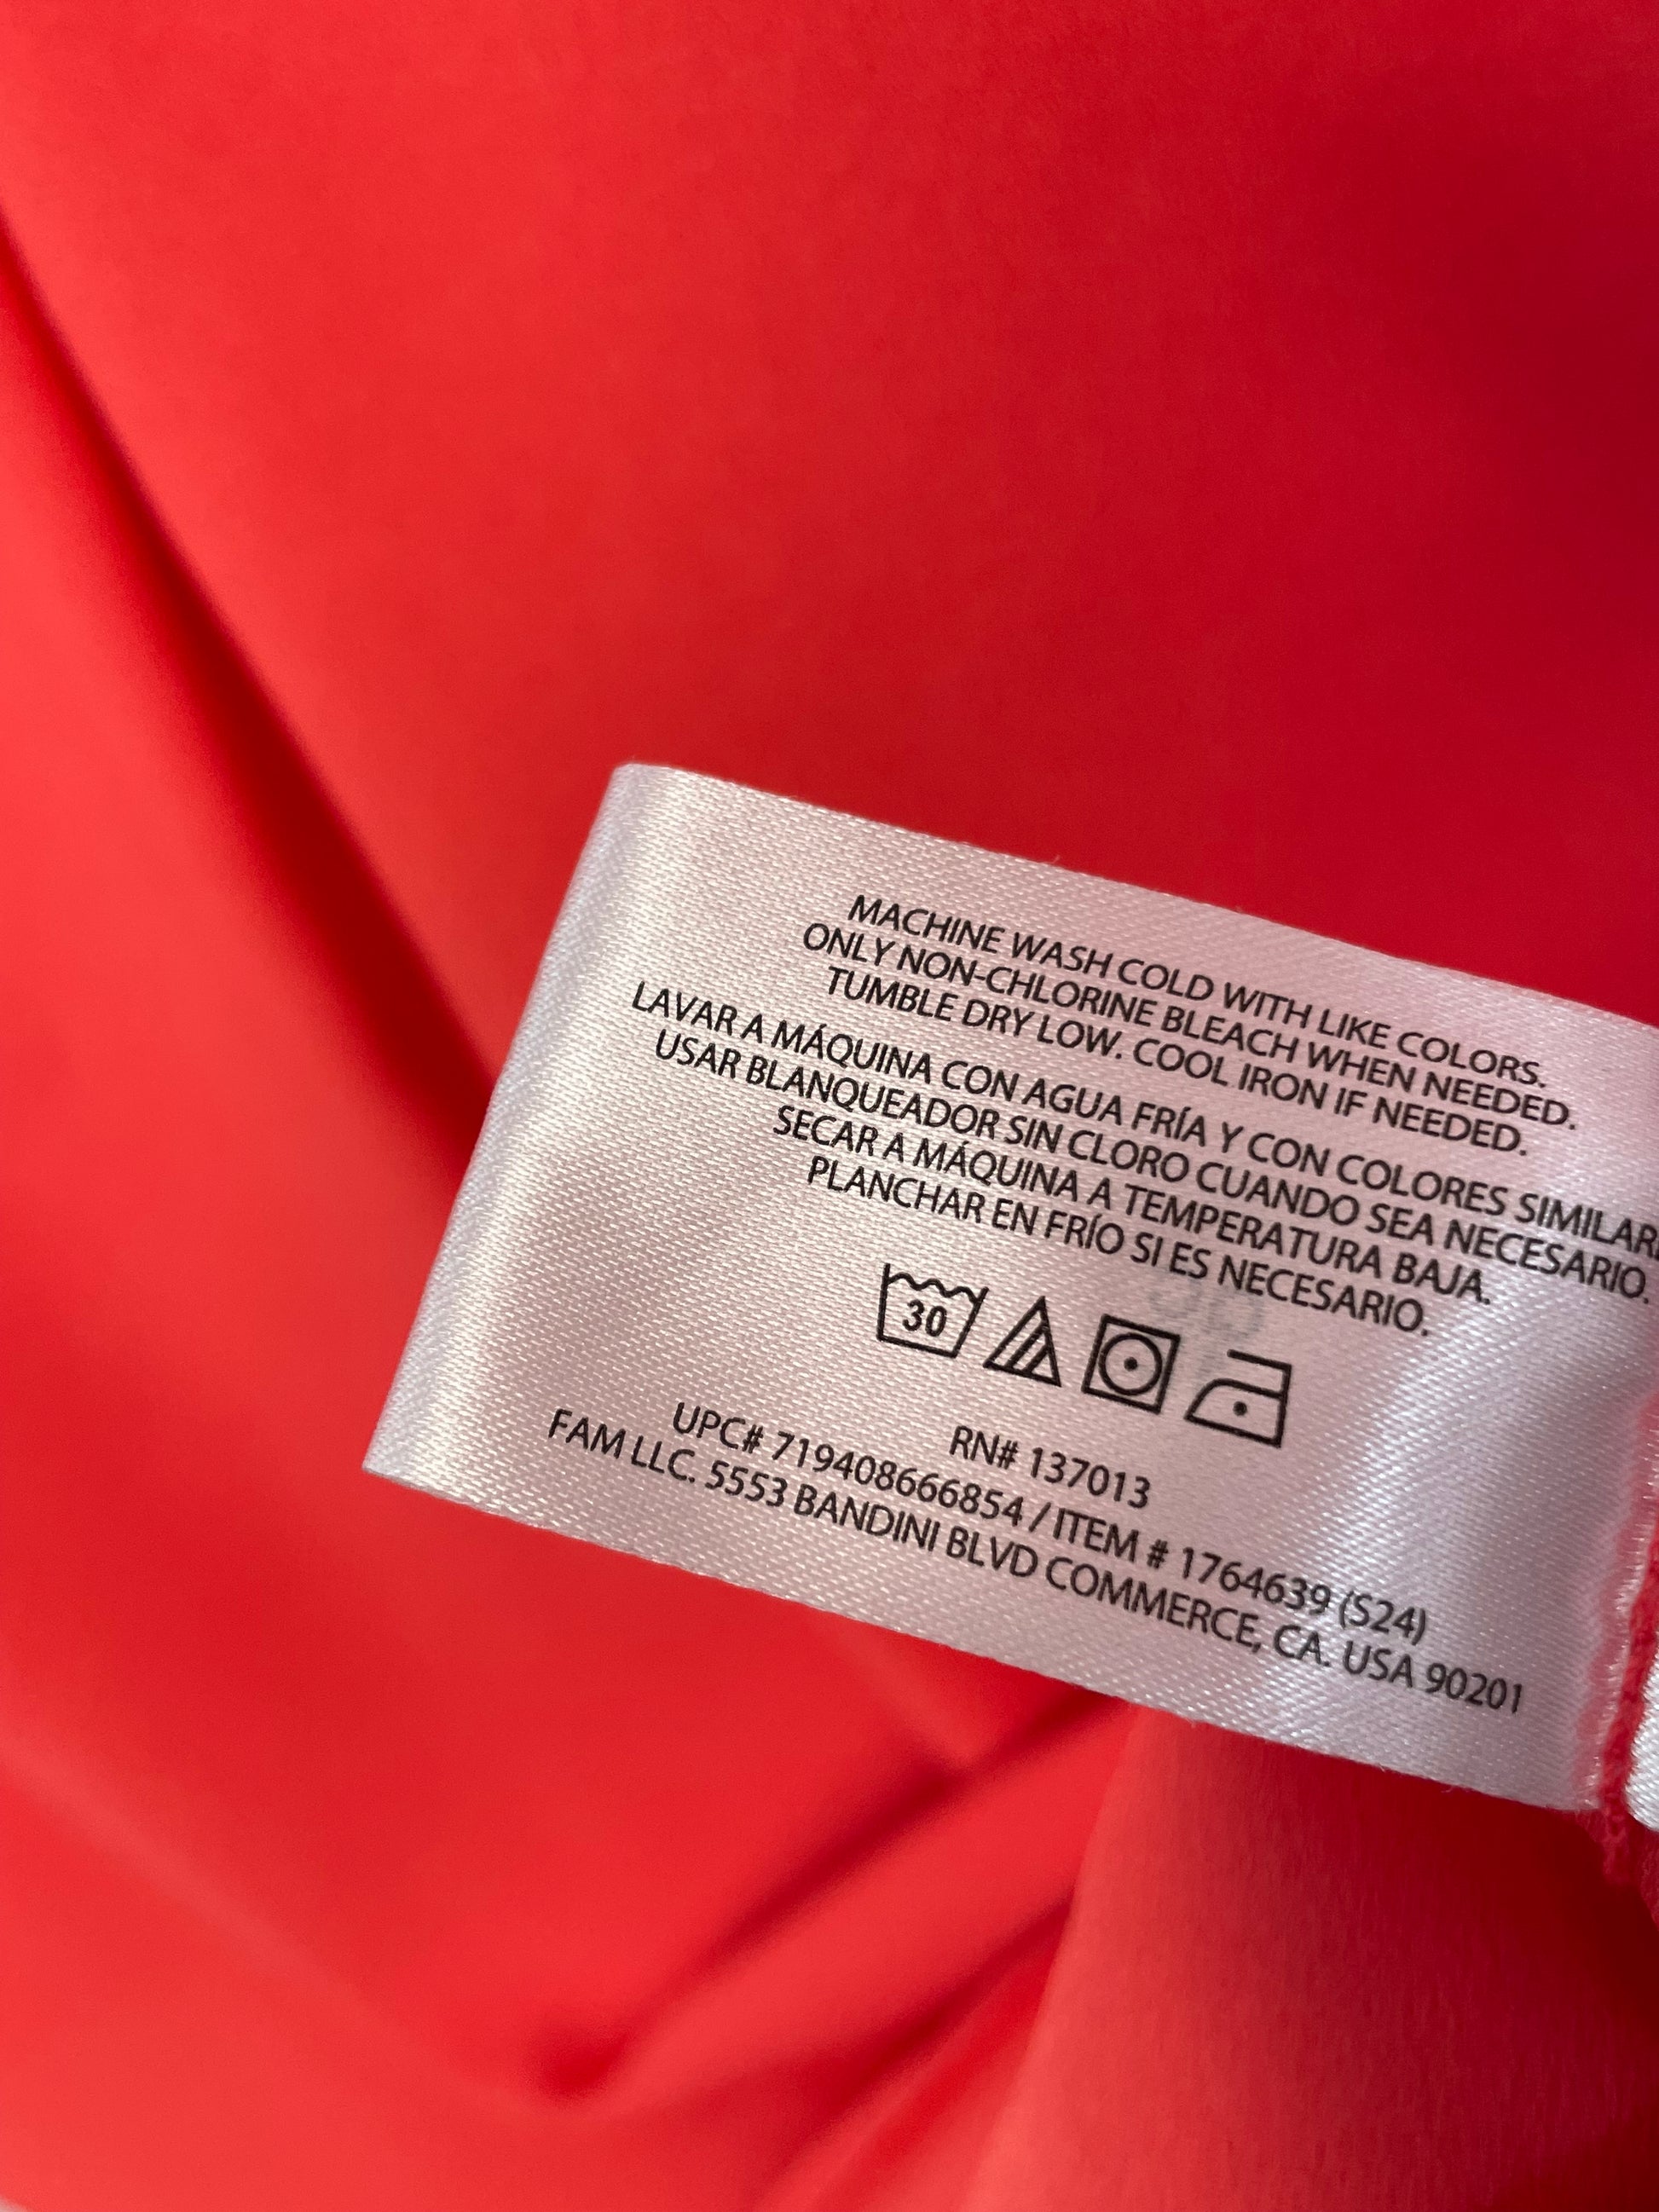 MACHINE WASH COLD WITH LIKE COLORS.
ONLY NON-CHLORINE BLEACH WHEN NEEDED.
TUMBLE DRY LOW. COOL IRON IF NEEDED.
LAVAR A MÁQUINA CON AGUA FRÍA Y CON COLORES
USAR BLANQUEADOR SIN CLORO CUANDO SEA NECESARIO.
SECAR A MÁQUINA A TEMPERATURA BAJA.
PLANCHAR EN FRÍO SI ES NECESARIO.
30
RN# 137013
UPC# 719408666854 / ITEM # 1764639 (S24)
FAM LLC. 5553 BANDINI BLVD COMMERCE, CA. USA 90201